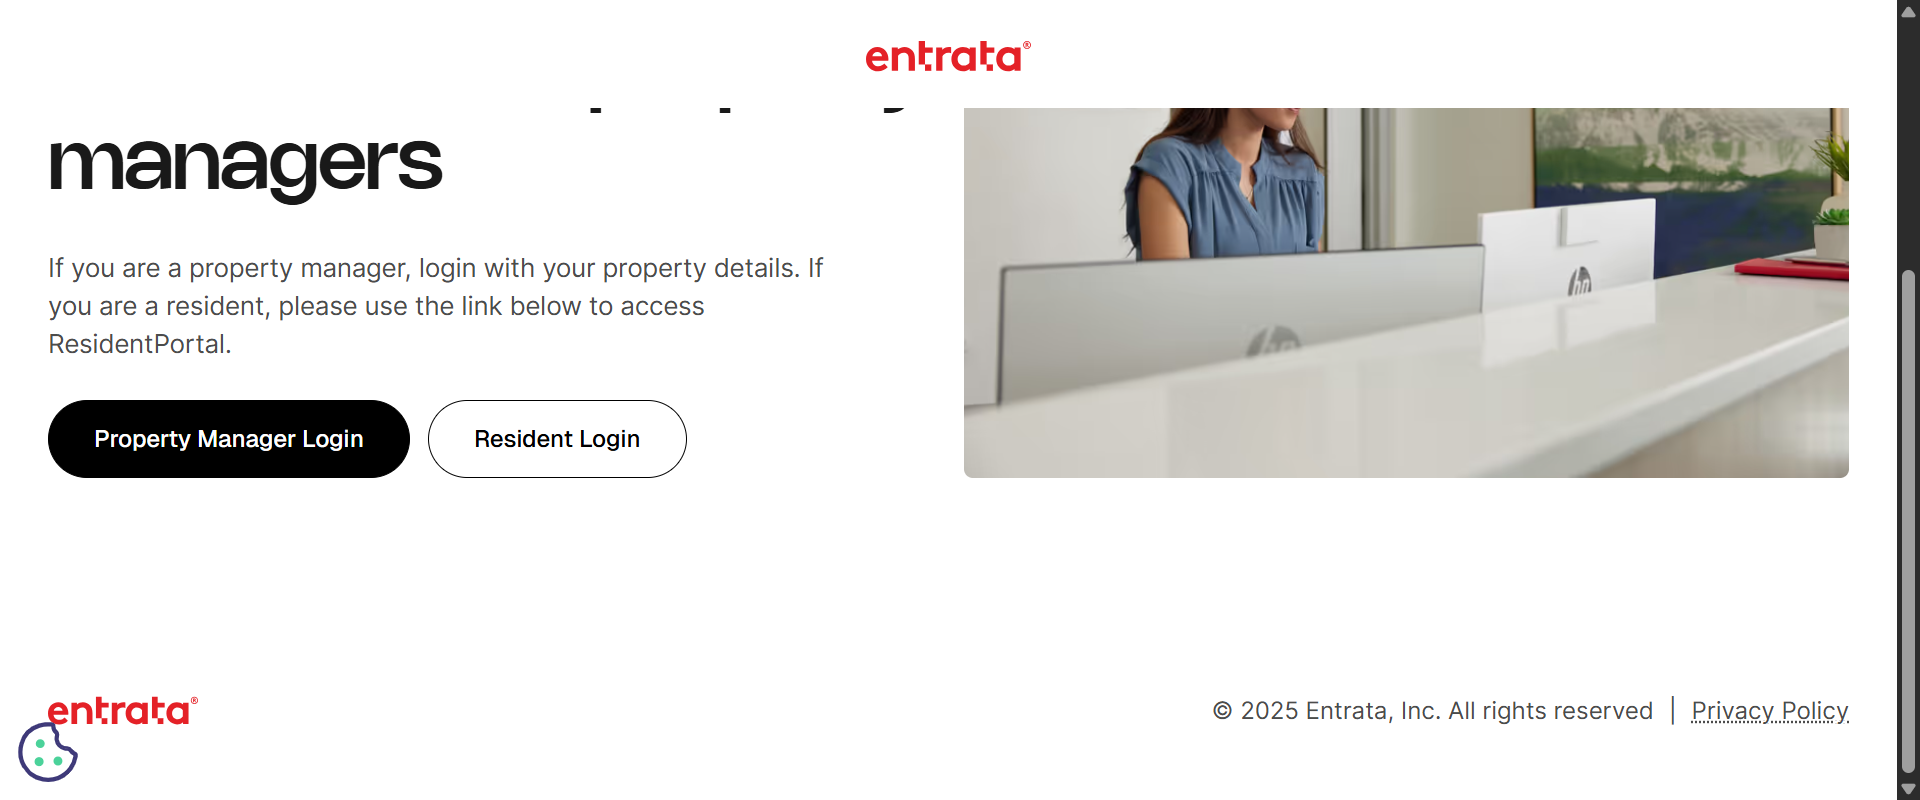 entrata®
managers
If you are a property manager, login with your property details. If
you are a resident, please use the link below to access
ResidentPortal.
Property Manager Login
Resident Login
hp
hp
entrata®
© 2025 Entrata, Inc. All rights reserved | Privacy Policy